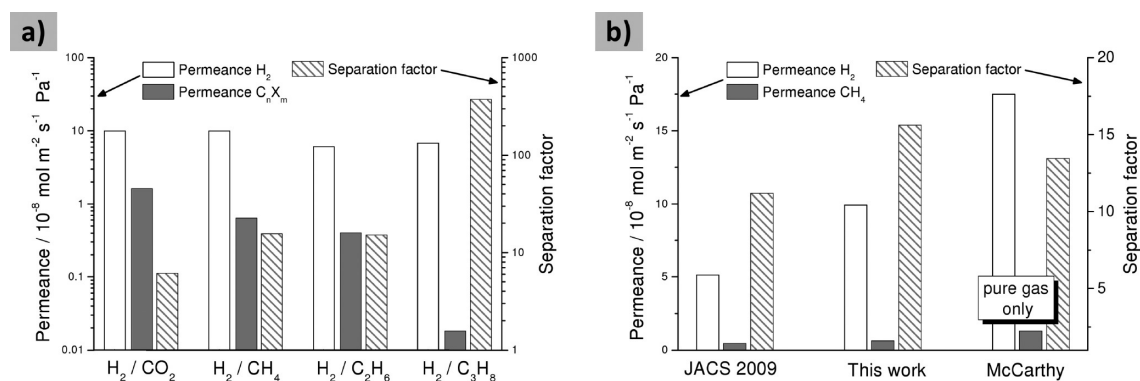 a)
Permeance H2
Separation factor
Permeance CnXm
Permeance / 10-8 mol m-2 s-1 Pa-1
100
10
1
0.1
0.01
Separation factor
1000
100
10
1
H2 / CO2
H2 / CH4
H2 / C2H6
H2 / C3H8
b)
Permeance H2
Separation factor
Permeance CH4
Permeance / 10-8 mol m-2 s-1 Pa-1
20
15
10
5
0
Separation factor
20
15
10
5
pure gas
only
JACS 2009
This work
McCarthy